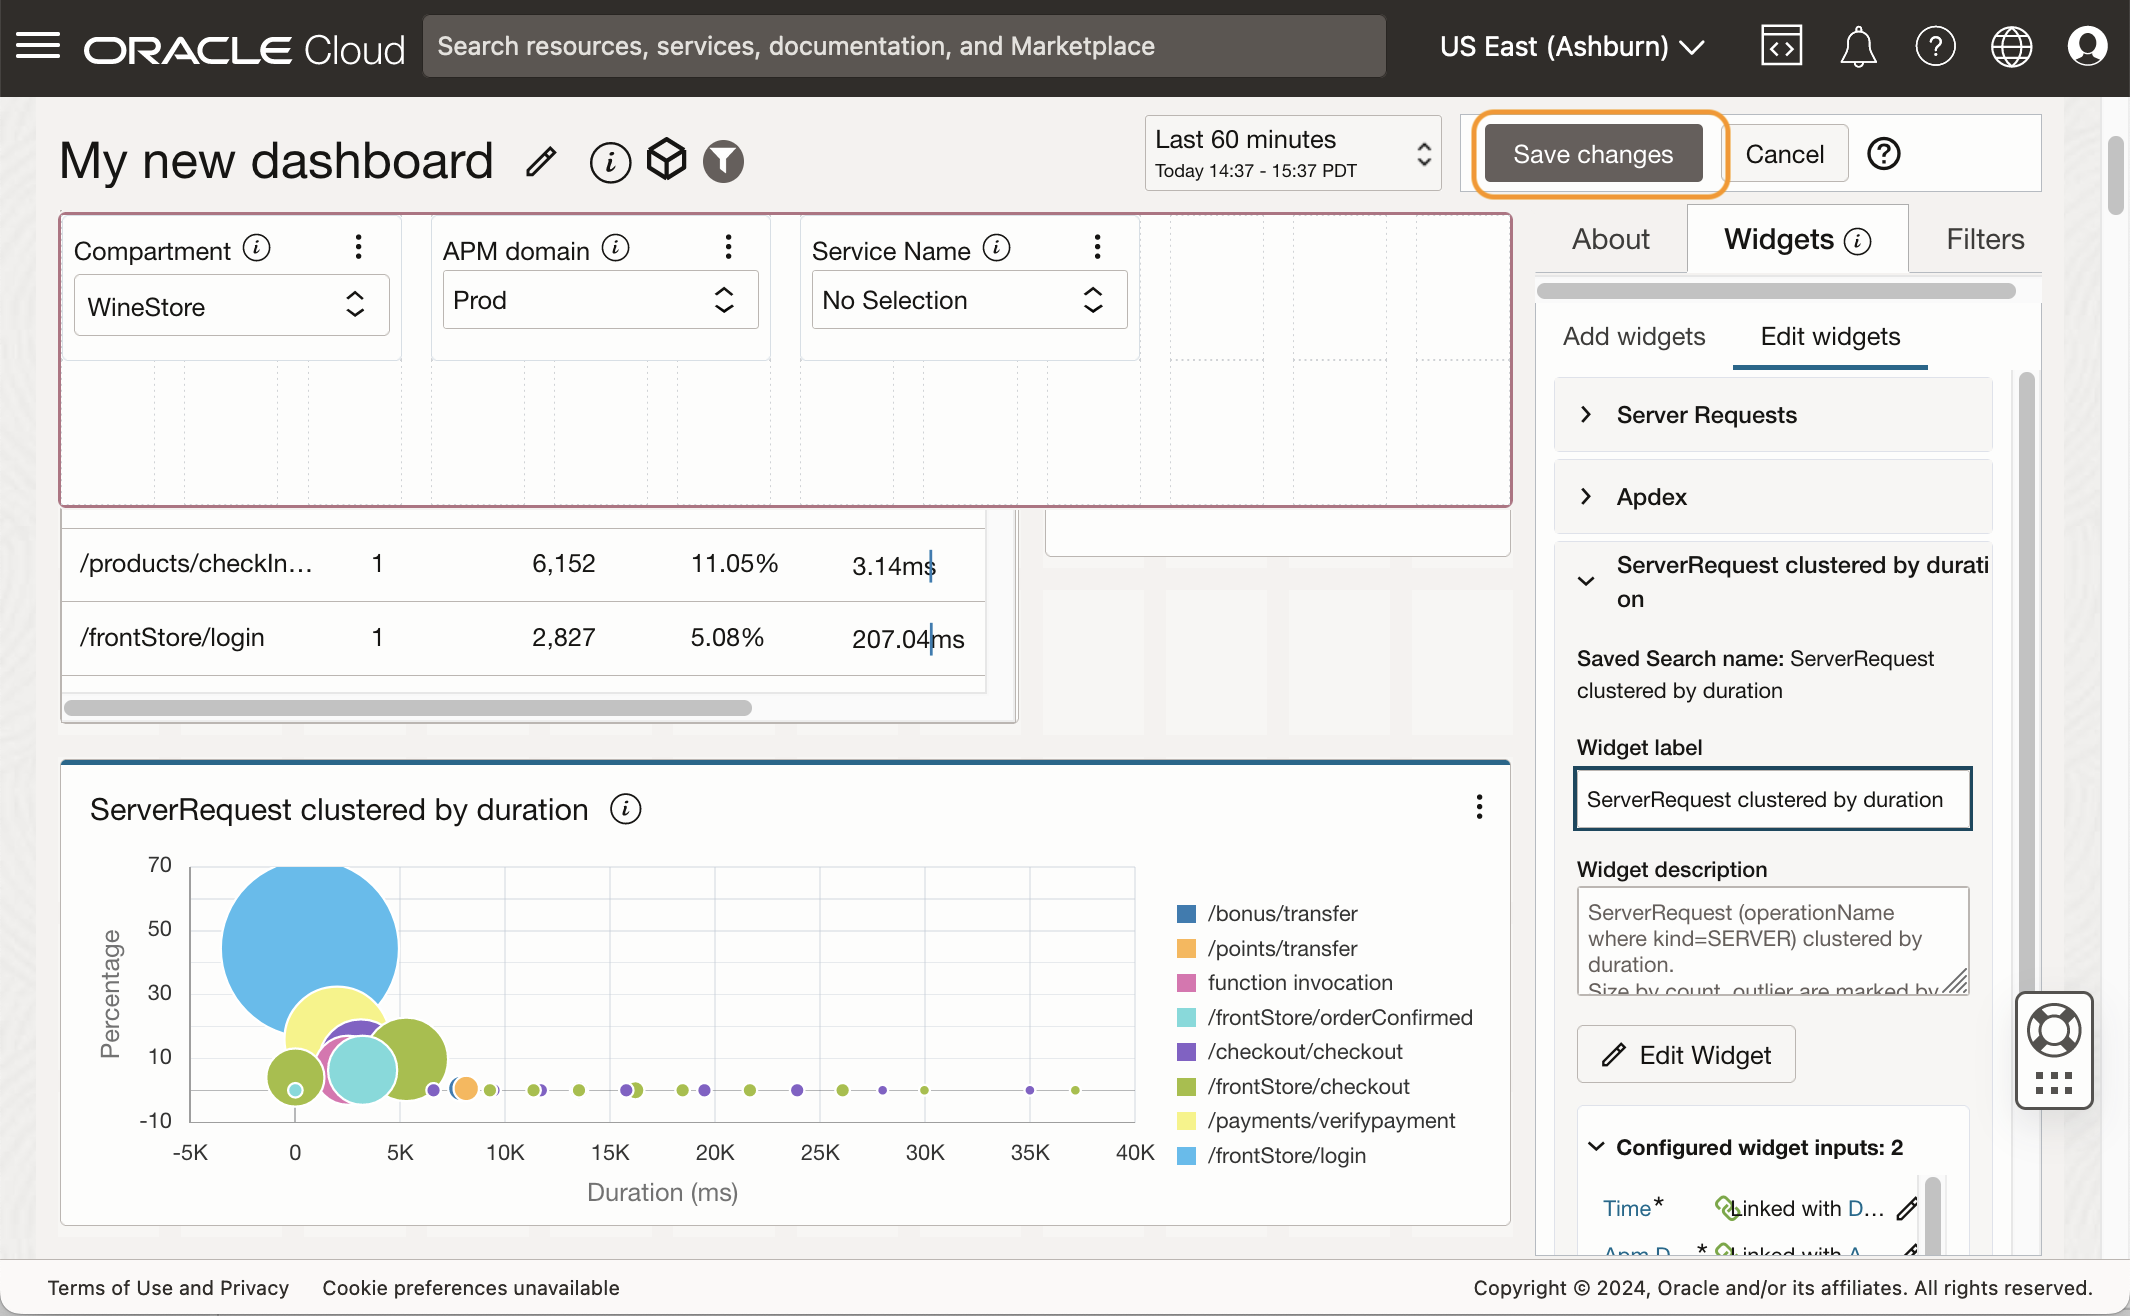 ORACLE Cloud
Search resources, services, documentation, and Marketplace
US East (Ashburn)
My new dashboard
Last 60 minutes
Today 14:37 - 15:37 PDT
Save changes
Cancel
Compartment
WineStore
APM domain
Prod
Service Name
No Selection
/products/checkIn... 1 6,152 11.05% 3.14ms
/frontStore/login 1 2,827 5.08% 207.04ms
ServerRequest clustered by duration
Percentage
70
50
30
10
-10
-5K 0 5K 10K 15K 20K 25K 30K 35K 40K
Duration (ms)
/bonus/transfer
/points/transfer
function invocation
/frontStore/orderConfirmed
/checkout/checkout
/frontStore/checkout
/payments/verifypayment
/frontStore/login
About Widgets Filters
Add widgets Edit widgets
Server Requests
Apdex
ServerRequest clustered by durati
on
Saved Search name: ServerRequest
clustered by duration
Widget label
ServerRequest clustered by duration
Widget description
ServerRequest (operationName
where kind=SERVER) clustered by
duration.
Size by count, outlier are marked by
Edit Widget
Configured widget inputs: 2
Time* Linked with D...
Apm D * Linked with A
Terms of Use and Privacy Cookie preferences unavailable
Copyright © 2024, Oracle and/or its affiliates. All rights reserved.